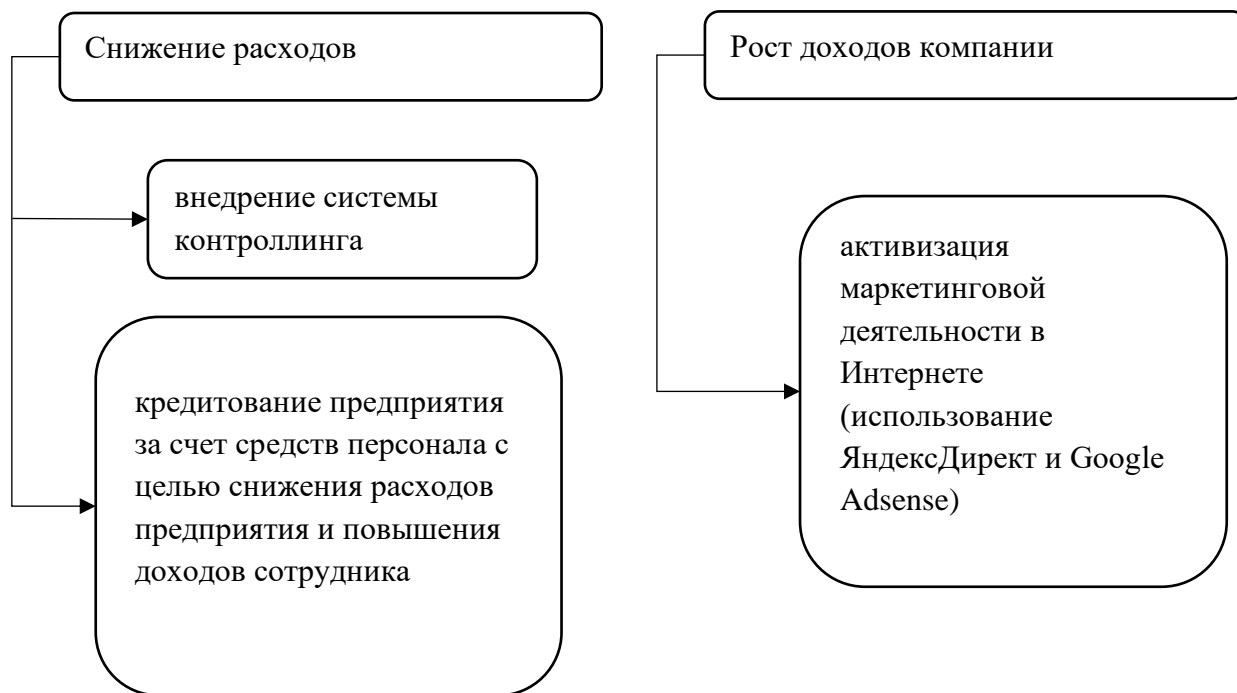 Снижение расходов
внедрение системы
контроллинга
кредитование предприятия
за счет средств персонала с
целью снижения расходов
предприятия и повышения
доходов сотрудника
Рост доходов компании
активизация
маркетинговой
деятельности в
Интернете
(использование
ЯндексДирект и Google
Adsense)